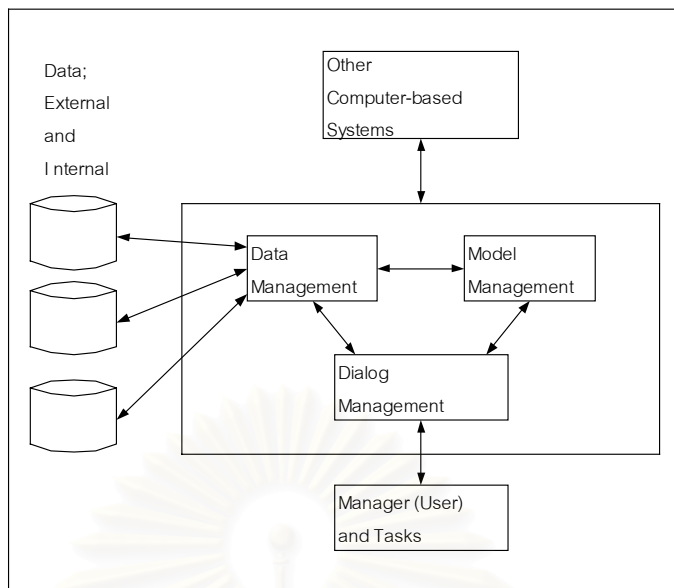 Data;
External
and
Internal
Other
Computer-based
Systems
Data
Management
Model
Management
Dialog
Management
Manager (User)
and Tasks